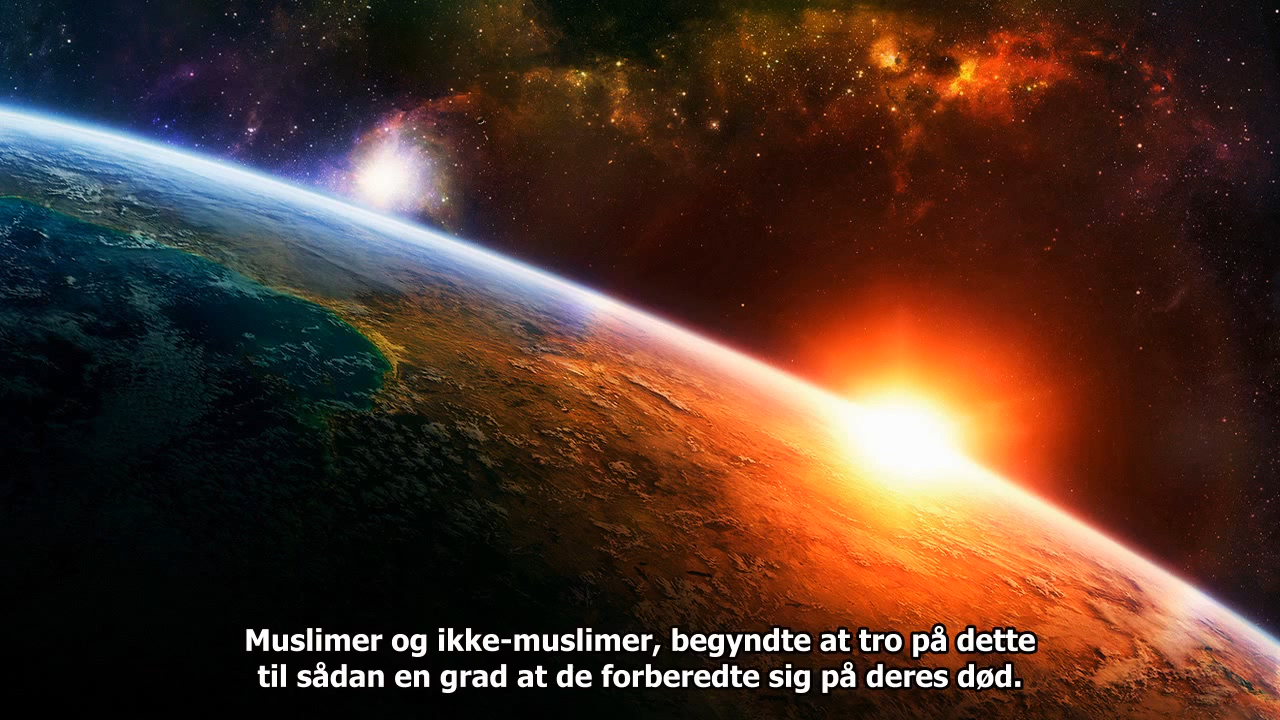 Muslimer og ikke-muslimer, begyndte at tro på dette
til sådan en grad at de forberedte sig på deres død.